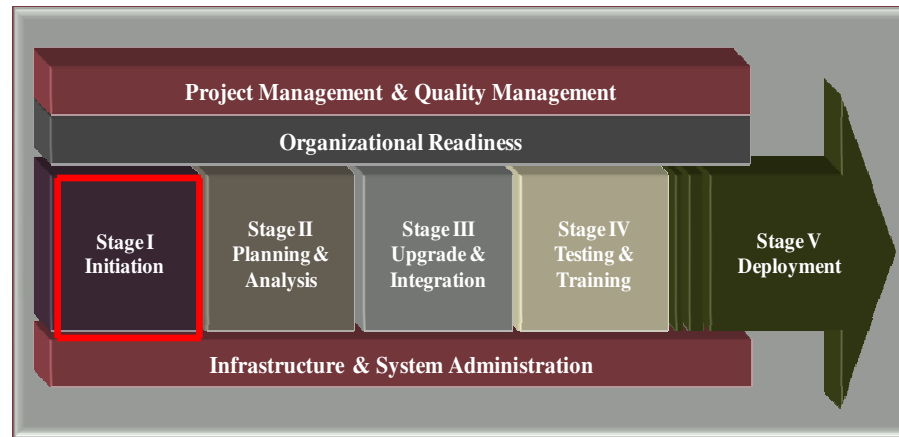 Project Management & Quality Management
Organizational Readiness
Stage I
Initiation
Stage II
Planning &
Analysis
Stage III
Upgrade &
Integration
Stage IV
Testing &
Training
Stage V
Deployment
Infrastructure & System Administration